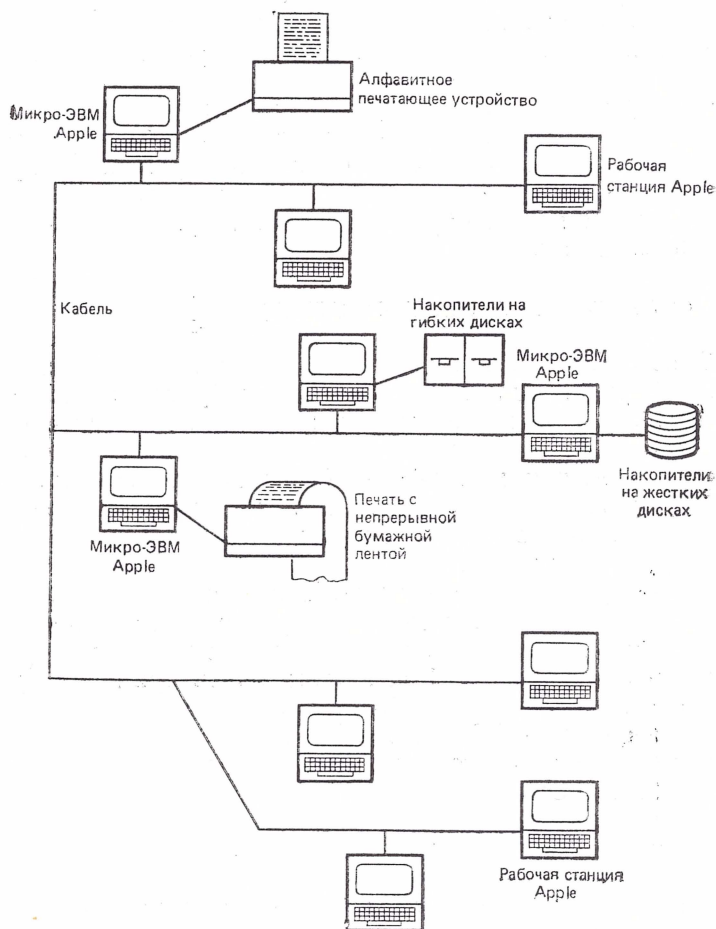 Алфавитное
печатающее устройство
Микро-ЭВМ
Apple
Рабочая
станция Apple
Кабель
Накопители на
гибких дисках
Микро-ЭВМ
Apple
Накопители
на жестких
дисках
Печать с
непрерывной
бумажной
лентой
Микро-ЭВМ
Apple
Рабочая станция
Apple